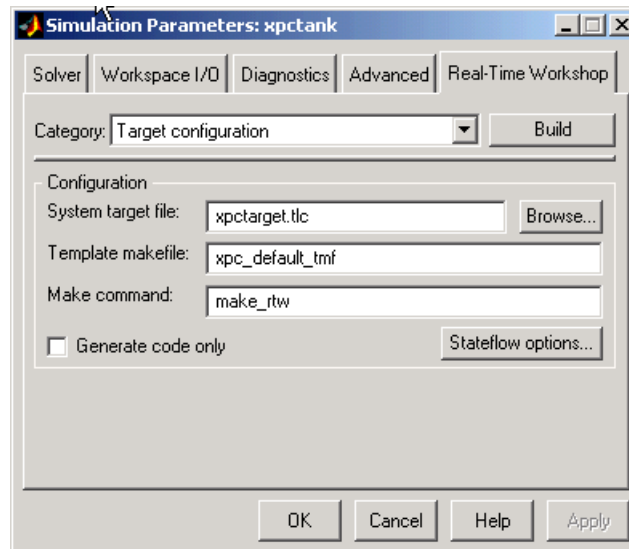 Simulation Parameters: xpctank
Solver Workspace I/O Diagnostics Advanced Real-Time Workshop
Category: Target configuration Build
Configuration
System target file: xpctarget.tlc Browse...
Template makefile: xpc_default_tmf
Make command: make_rtw
Generate code only Stateflow options...
OK Cancel Help Apply